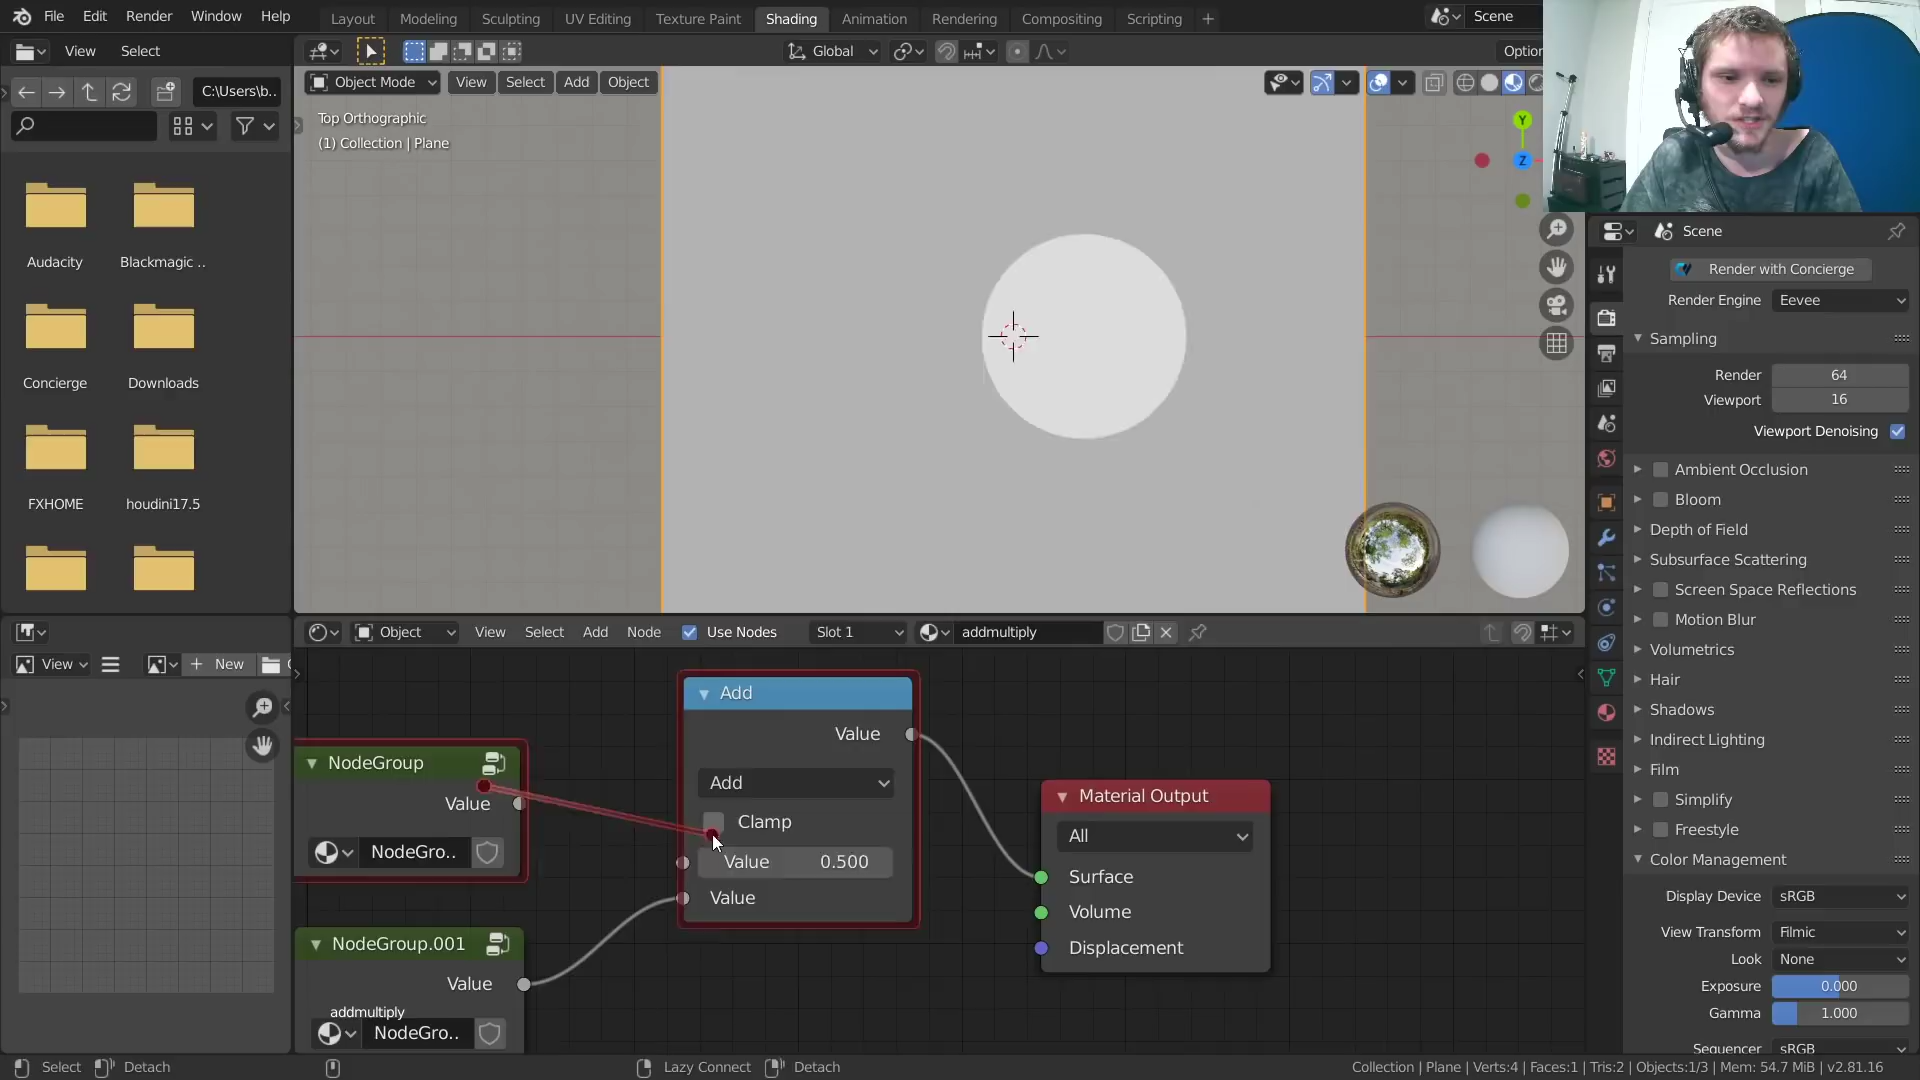 File Edit Render Window Help Layout Modeling Sculpting UV Editing Texture Paint Shading Animation Rendering Compositing Scripting + Scene
View Select Global
C:\Users\b..
Object Mode View Select Add Object
Top Orthographic
(1) Collection | Plane
Y
Z
Audacity Blackmagic ..
Concierge Downloads
FXHOME houdini17.5
Scene
Render with Concierge
Render Engine Eevee
Sampling
Render 64
Viewport 16
Viewport Denoising
Ambient Occlusion
Bloom
Depth of Field
Subsurface Scattering
Screen Space Reflections
Motion Blur
Volumetrics
Hair
Shadows
Indirect Lighting
Film
Simplify
Freestyle
Color Management
Display Device sRGB
View Transform Filmic
Look None
Exposure 0.000
Gamma 1.000
Sequencer sRGB
Object View Select Add Node Use Nodes Slot 1 addmultiply
View + New
NodeGroup
Value
NodeGro..
NodeGroup.001
Value
addmultiply
NodeGro..
Add
Value
Add
Clamp
Value 0.500
Value
Material Output
All
Surface
Volume
Displacement
Select Detach Lazy Connect Detach Collection | Plane | Verts:4 | Faces:1 | Tris:2 | Objects:1/3 | Mem: 54.7 MiB | v2.81.16